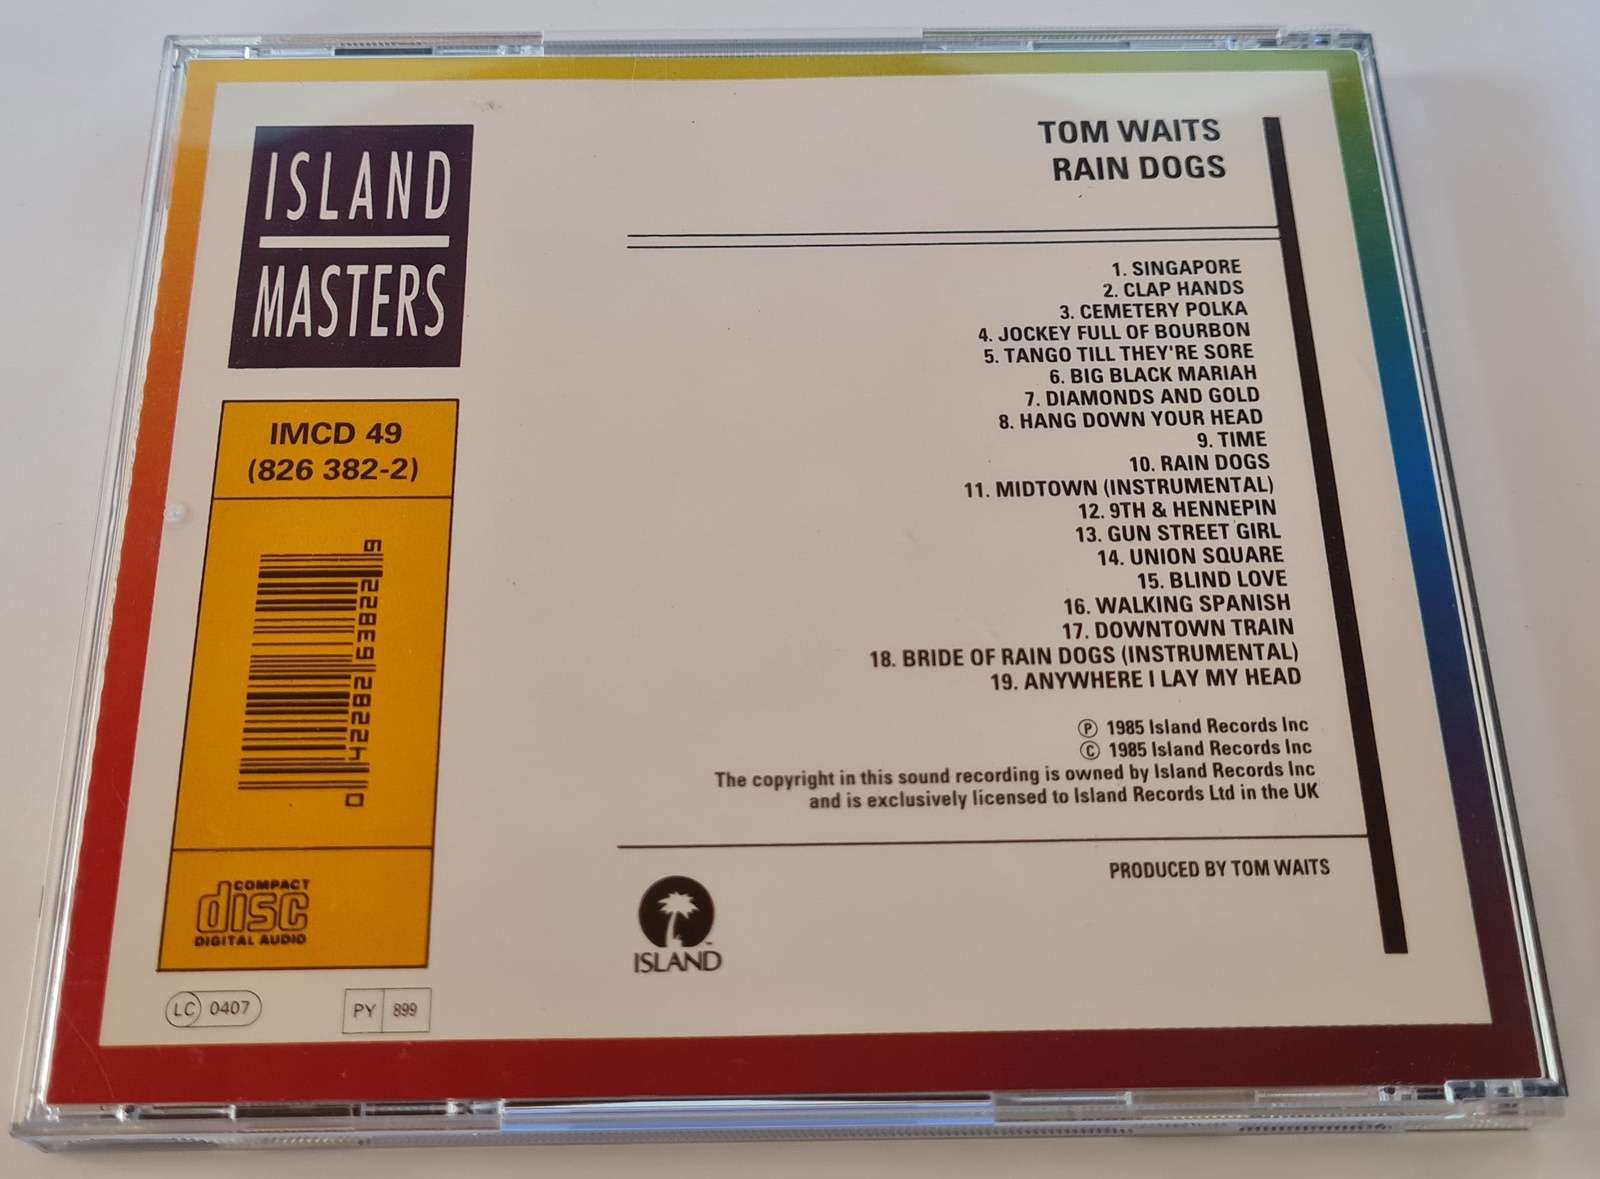 ISLAND
MASTERS
IMCD 49
(826 382-2)
0 42282 63822 9
COMPACT
disc
DIGITAL AUDIO
LC 0407
PY 899
TOM WAITS
RAIN DOGS
1. SINGAPORE
2. CLAP HANDS
3. CEMETERY POLKA
4. JOCKEY FULL OF BOURBON
5. TANGO TILL THEY'RE SORE
6. BIG BLACK MARIAH
7. DIAMONDS AND GOLD
8. HANG DOWN YOUR HEAD
9. TIME
10. RAIN DOGS
11. MIDTOWN (INSTRUMENTAL)
12. 9TH & HENNEPIN
13. GUN STREET GIRL
14. UNION SQUARE
15. BLIND LOVE
16. WALKING SPANISH
17. DOWNTOWN TRAIN
18. BRIDE OF RAIN DOGS (INSTRUMENTAL)
19. ANYWHERE I LAY MY HEAD
℗ 1985 Island Records Inc
© 1985 Island Records Inc
The copyright in this sound recording is owned by Island Records Inc
and is exclusively licensed to Island Records Ltd in the UK
PRODUCED BY TOM WAITS
ISLAND™